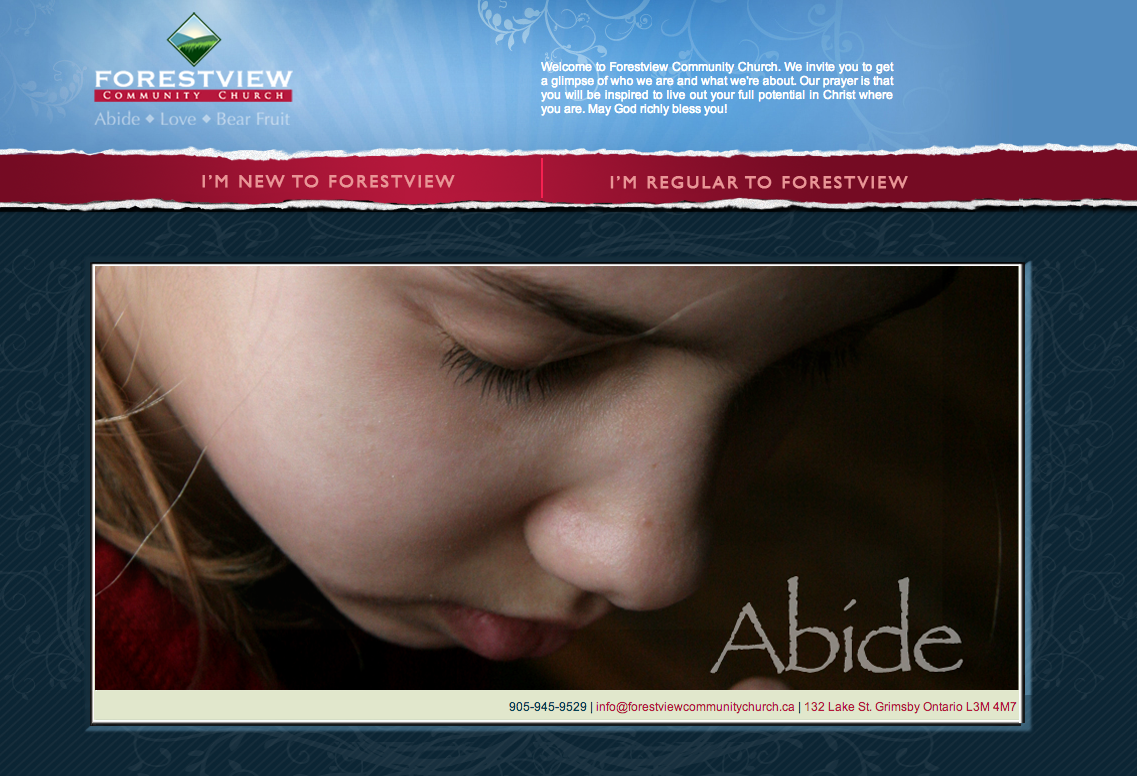 FORESTVIEW
COMMUNITY CHURCH
Abide ◆ Love ◆ Bear Fruit
Welcome to Forestview Community Church. We invite you to get
a glimpse of who we are and what we're about. Our prayer is that
you will be inspired to live out your full potential in Christ where
you are. May God richly bless you!
I'M NEW TO FORESTVIEW
I'M REGULAR TO FORESTVIEW
Abide
905-945-9529 | info@forestviewcommunitychurch.ca | 132 Lake St. Grimsby Ontario L3M 4M7